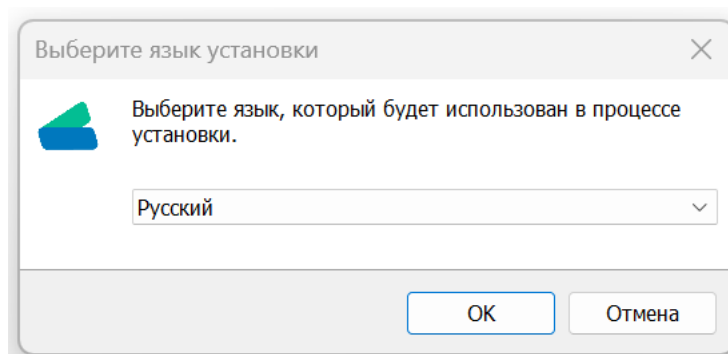 Выберите язык установки
Выберите язык, который будет использован в процессе
установки.
Русский
OK
Отмена